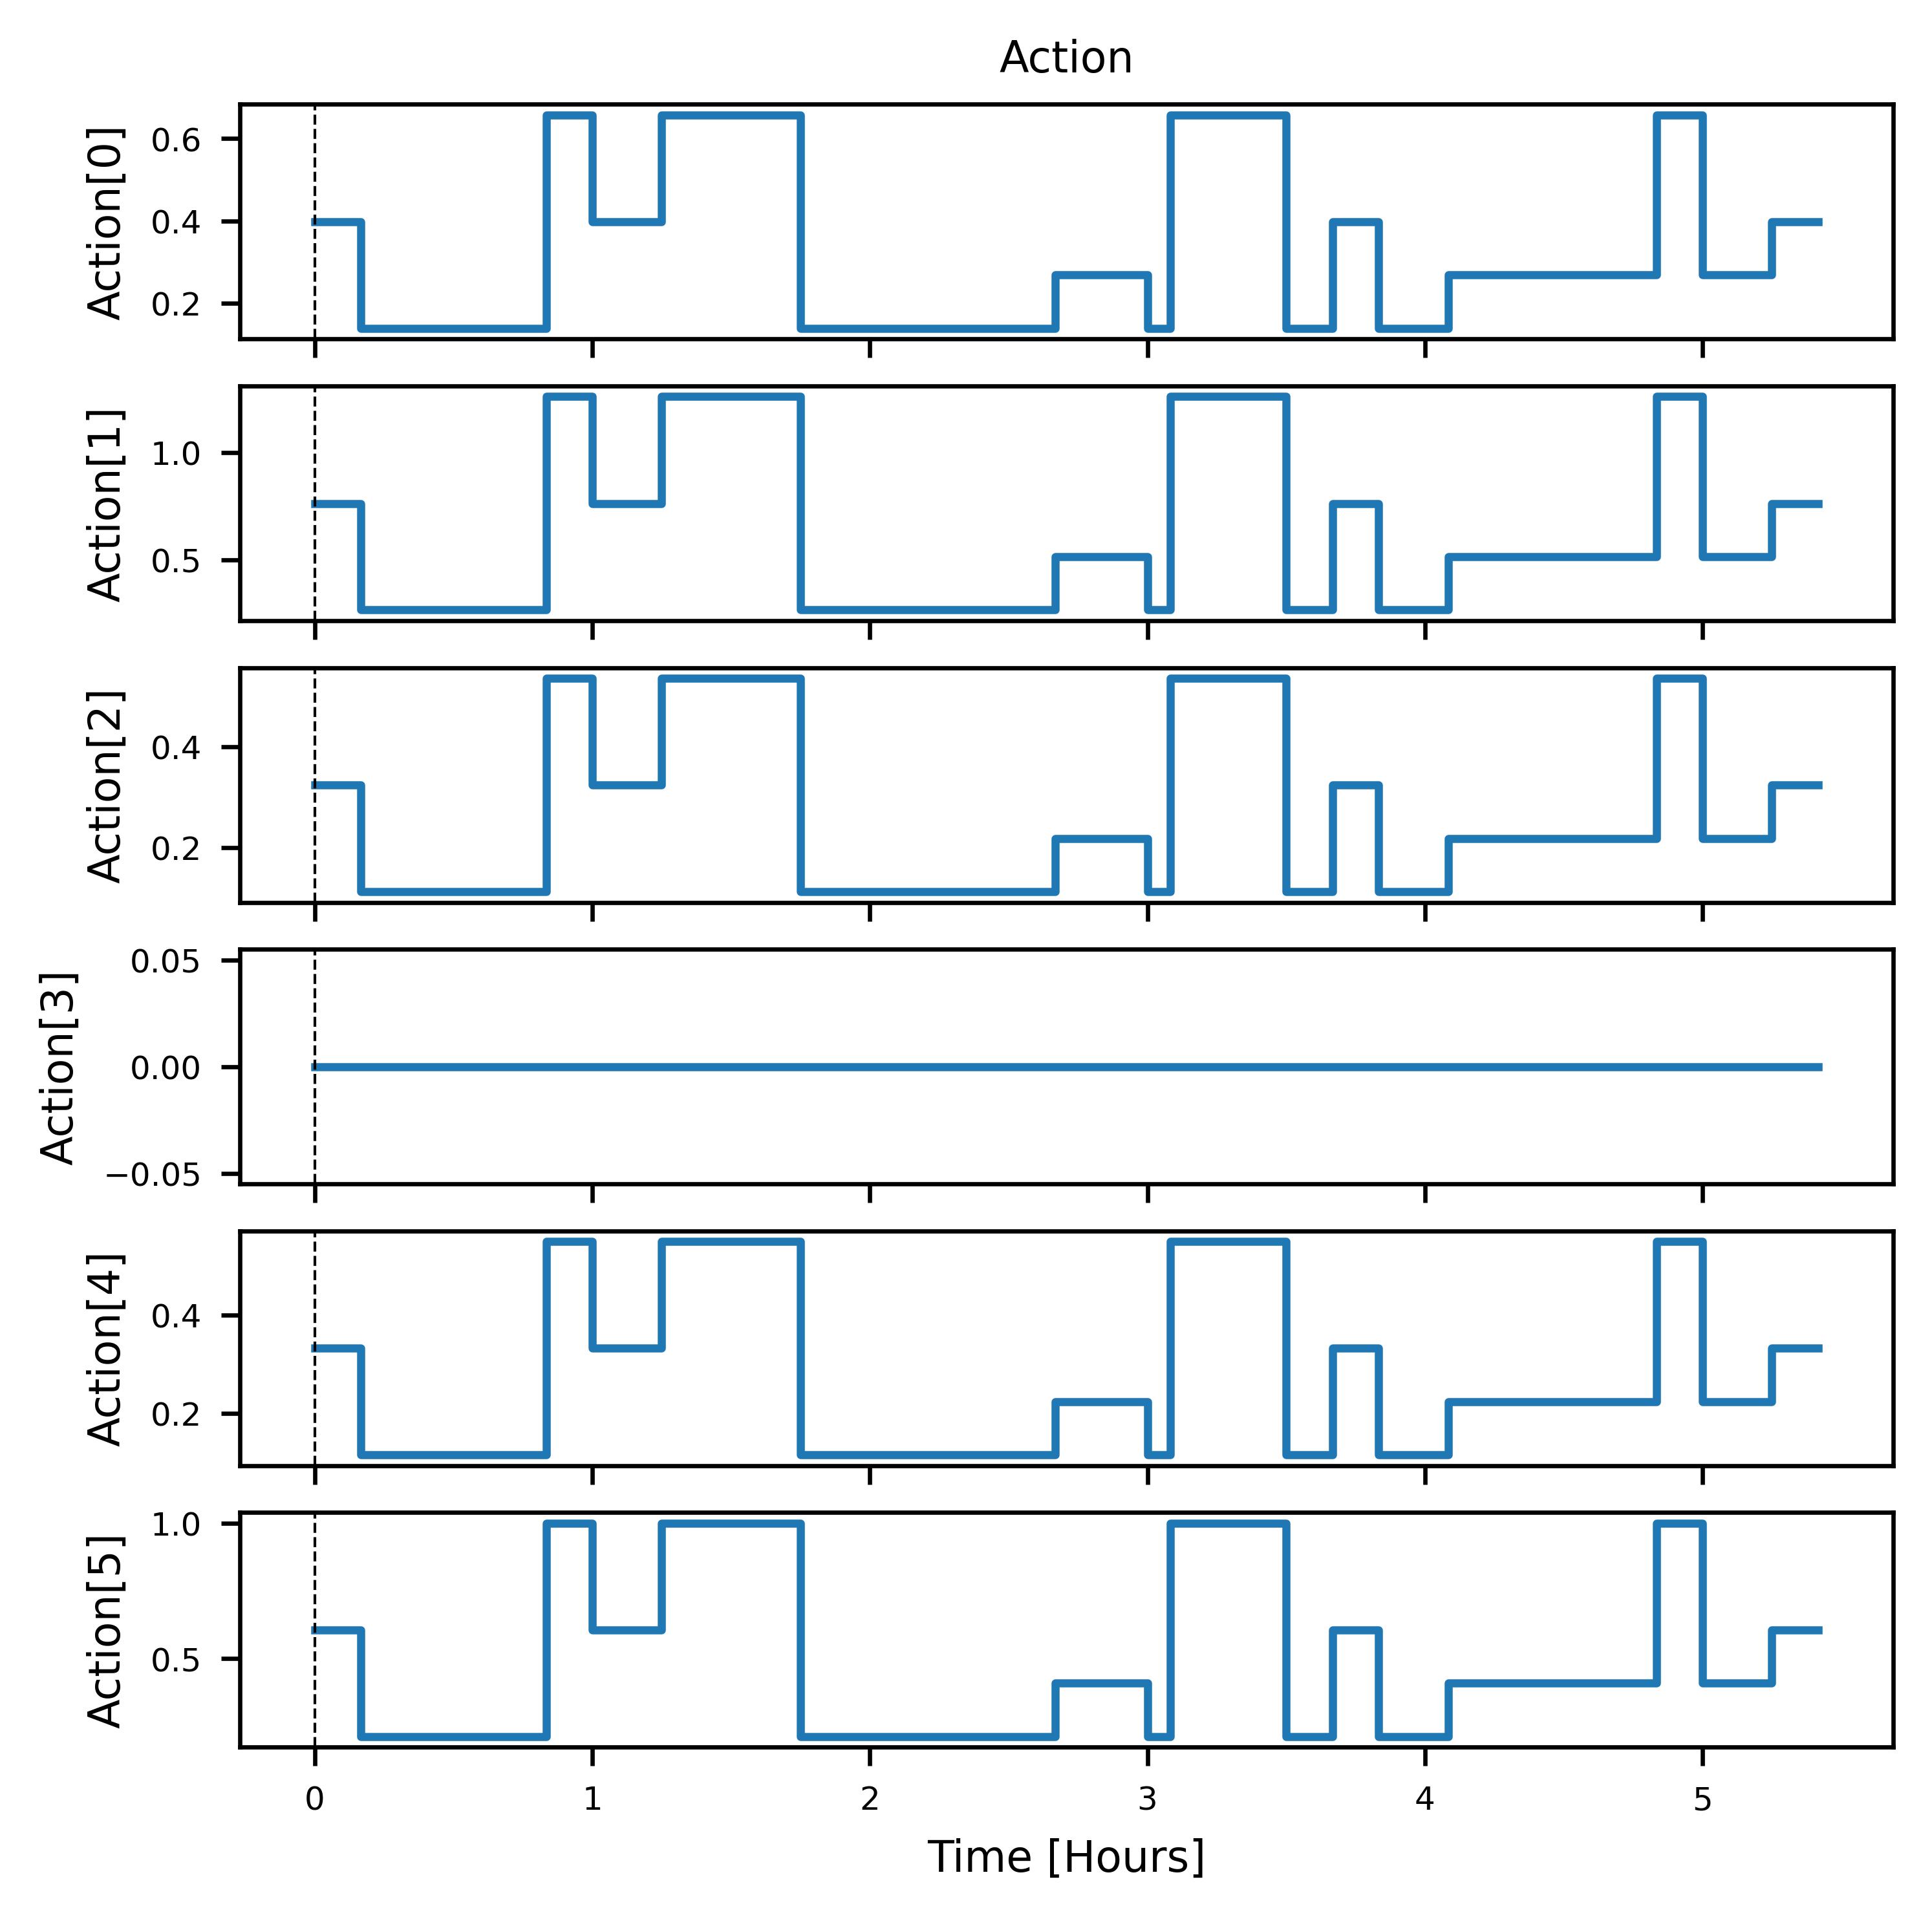 Action
Action[0]
0.6
0.4
0.2
Action[1]
1.0
0.5
Action[2]
0.4
0.2
Action[3]
0.05
0.00
−0.05
Action[4]
0.4
0.2
Action[5]
1.0
0.5
0 1 2 3 4 5
Time [Hours]